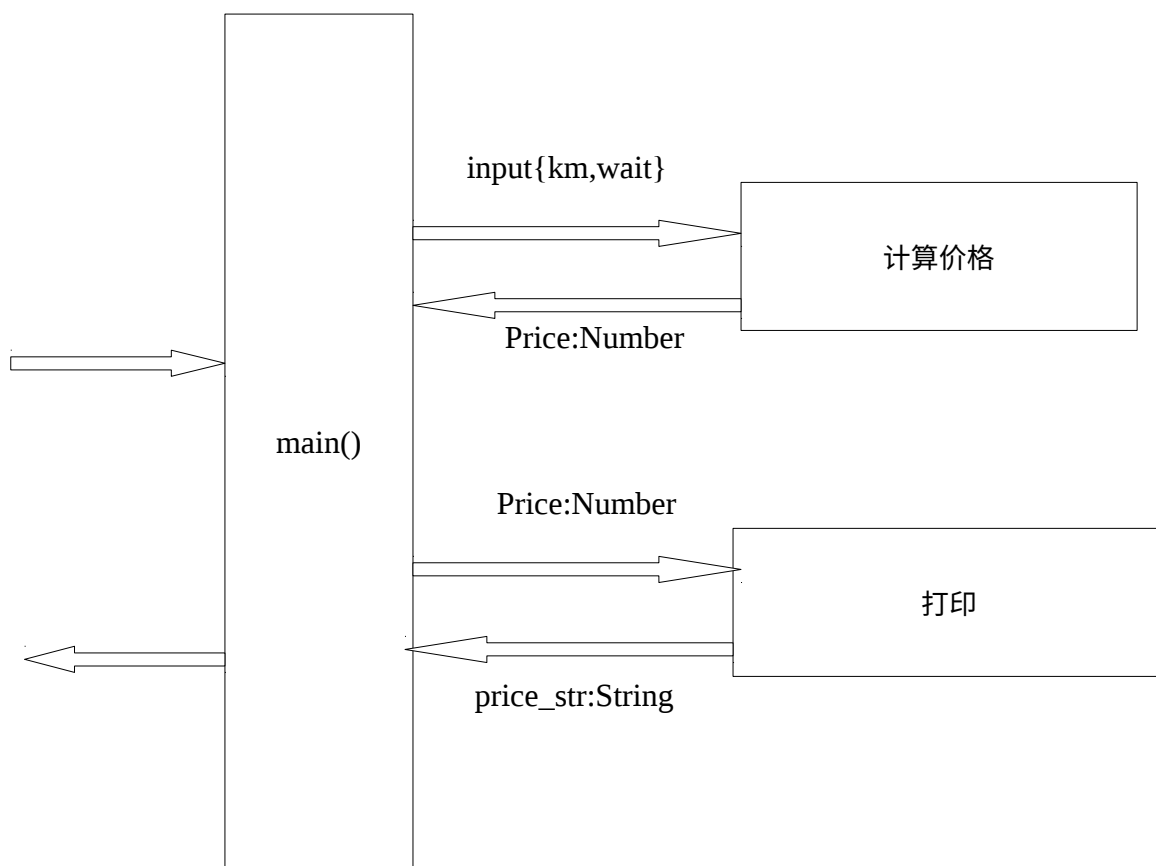 input{km,wait}
计算价格
Price:Number
main()
Price:Number
打印
price_str:String